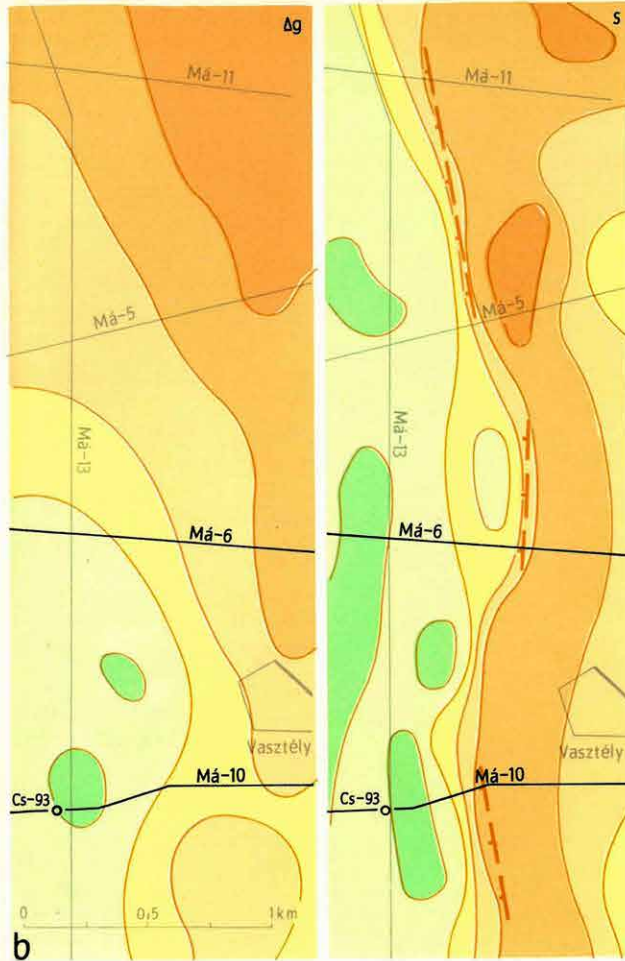 Δg
Má-11
Má-5
Má-13
Má-6
Vasztély
Má-10
Cs-93
0 0,5 1 km
b
s
Má-11
Má-5
Má-13
Má-6
Vasztély
Má-10
Cs-93